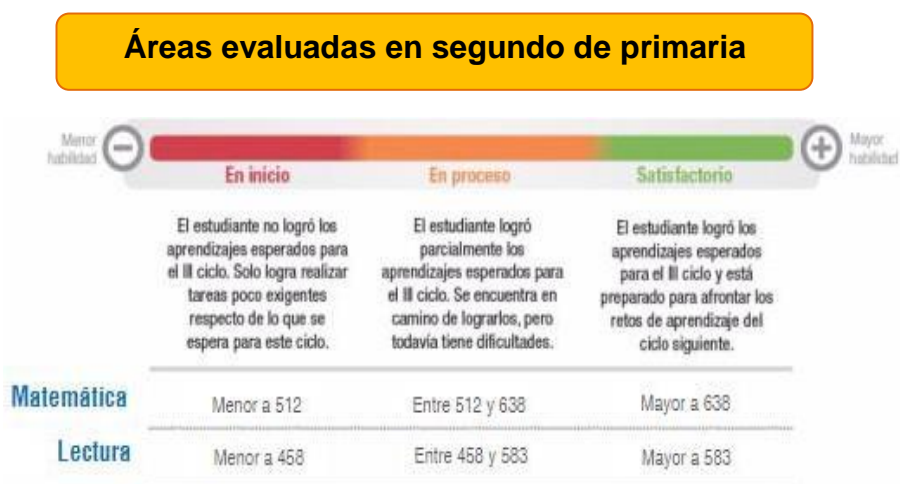 Áreas evaluadas en segundo de primaria
Menor
habilidad
Mayor
habilidad
En inicio
En proceso
Satisfactorio
El estudiante no logró los
aprendizajes esperados para
el III ciclo. Solo logra realizar
tareas poco exigentes
respecto de lo que se
espera para este ciclo.
El estudiante logró
parcialmente los
aprendizajes esperados para
el III ciclo. Se encuentra en
camino de lograrlos, pero
todavía tiene dificultades.
El estudiante logró los
aprendizajes esperados
para el III ciclo y está
preparado para afrontar los
retos de aprendizaje del
ciclo siguiente.
Matemática Menor a 512 Entre 512 y 638 Mayor a 638
Lectura Menor a 458 Entre 458 y 583 Mayor a 583